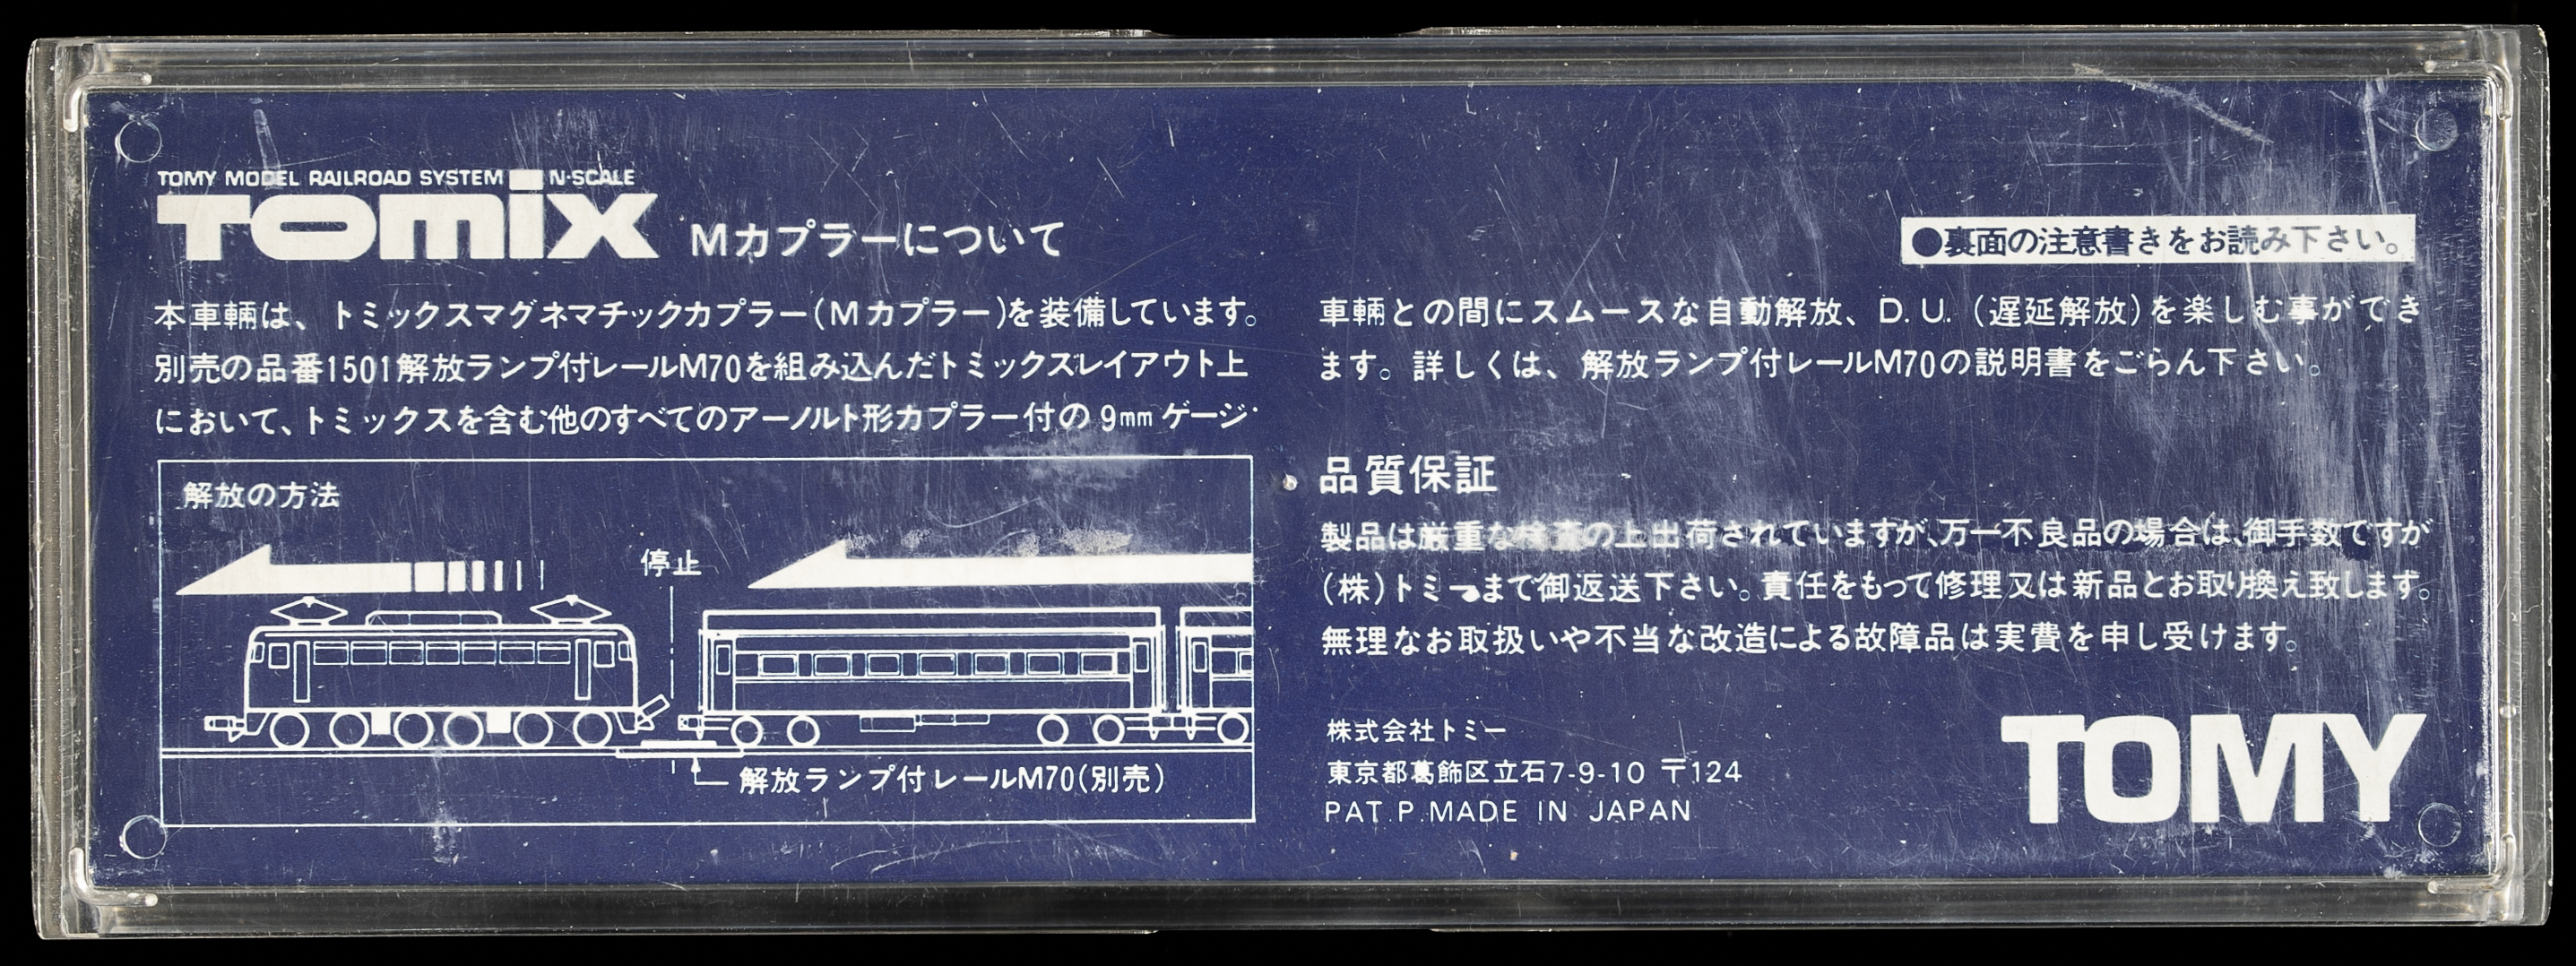 TOMY MODEL RAILROAD SYSTEM N-SCALE
TOMIX Mカプラーについて
●裏面の注意書きをお読み下さい。
本車輌は、トミックスマグネマチックカプラー(Mカプラー)を装備しています。
別売の品番1501解放ランプ付レールM70を組み込んだトミックスレイアウト上
において、トミックスを含む他のすべてのアーノルト形カプラー付の9mmゲージ
解放の方法
停止
解放ランプ付レールM70(別売)
車輌との間にスムースな自動解放、D.U.(遅延解放)を楽しむ事ができ
ます。詳しくは、解放ランプ付レールM70の説明書をごらん下さい。
品質保証
製品は厳重な検査の上出荷されていますが、万一不良品の場合は、御手数ですが
(株)トミーまで御返送下さい。責任をもって修理又は新品とお取り換え致します。
無理なお取扱いや不当な改造による故障品は実費を申し受けます。
株式会社トミー
東京都葛飾区立石7-9-10 〒124
PAT.P.MADE IN JAPAN
TOMY